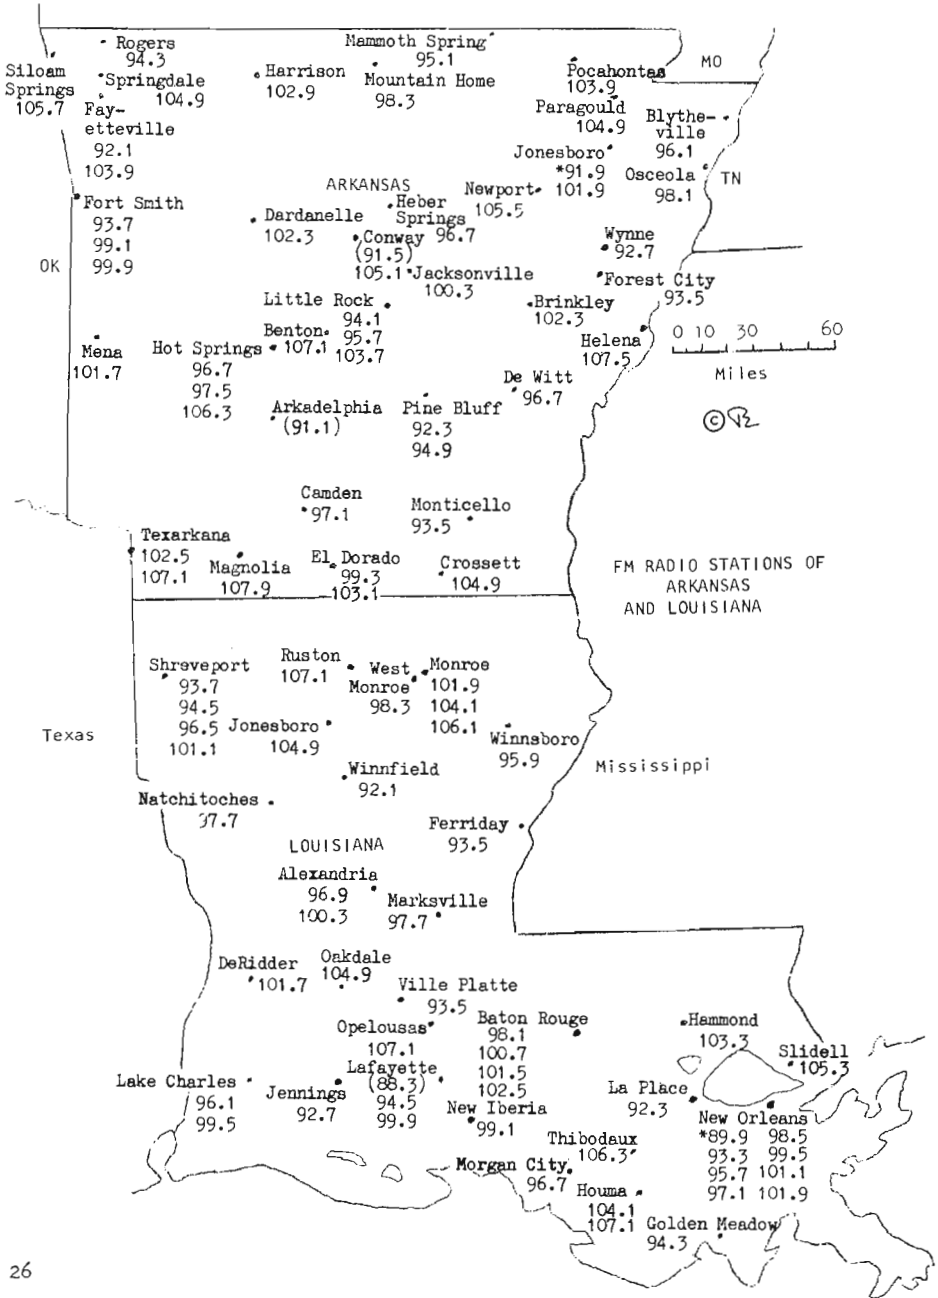 Rogers
94.3
Mammoth Spring
95.1
MO
Siloam
Springs
105.7
Springdale
104.9
Harrison
102.9
Mountain Home
98.3
Pocahontas
103.9
Paragould
104.9
Blythe-
ville
96.1
Fay-
etteville
92.1
103.9
Jonesboro
*91.9
101.9
Osceola
98.1
TN
ARKANSAS
Newport
105.5
Fort Smith
93.7
99.1
99.9
Heber
Springs
96.7
Dardanelle
102.3
Conway
(91.5)
105.1
Wynne
92.7
OK
Jacksonville
100.3
Forest City
93.5
Little Rock
94.1
95.7
103.7
Brinkley
102.3
Benton
107.1
Helena
107.5
0 10 30 60
Miles
Mena
101.7
Hot Springs
96.7
97.5
106.3
De Witt
96.7
Arkadelphia
(91.1)
Pine Bluff
92.3
94.9
© 
Camden
97.1
Monticello
93.5
Texarkana
102.5
107.1
Magnolia
107.9
El Dorado
99.3
103.1
Crossett
104.9
FM RADIO STATIONS OF
ARKANSAS
AND LOUISIANA
Shreveport
93.7
94.5
96.5
101.1
Ruston
107.1
West
Monroe
98.3
Monroe
101.9
104.1
106.1
Jonesboro
104.9
Winnsboro
95.9
Texas
Mississippi
Winnfield
92.1
Natchitoches
97.7
Ferriday
93.5
LOUISIANA
Alexandria
96.9
100.3
Marksville
97.7
DeRidder
101.7
Oakdale
104.9
Ville Platte
93.5
Opelousas
107.1
Baton Rouge
98.1
100.7
101.5
102.5
Hammond
103.3
Slidell
105.3
Lake Charles
96.1
99.5
Jennings
92.7
Lafayette
(88.3)
94.5
99.9
La Place
92.3
New Iberia
99.1
New Orleans
*89.9 98.5
93.3 99.5
95.7 101.1
97.1 101.9
Thibodaux
106.3
Morgan City
96.7
Houma
104.1
107.1
Golden Meadow
94.3
26